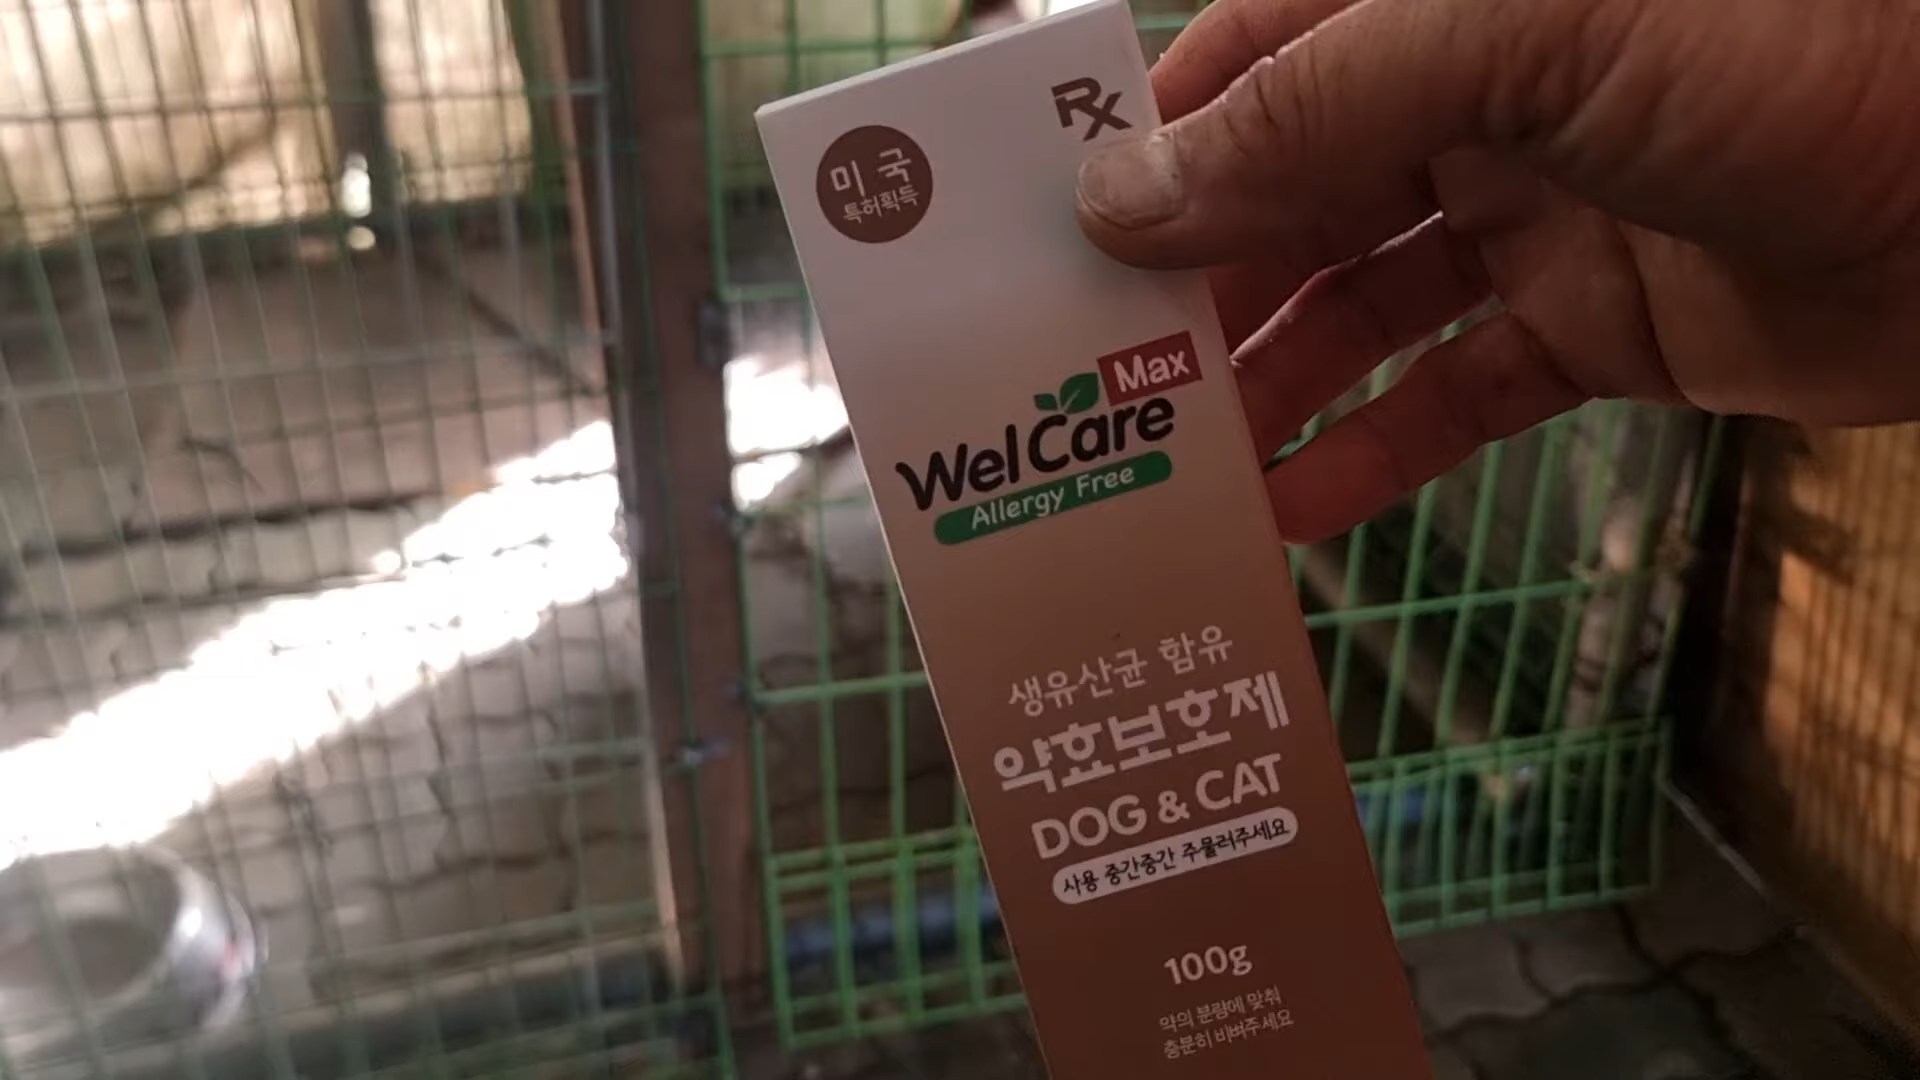 미 국
특허획득
Rx
Max
WelCare
Allergy Free
생유산균 함유
약효보호제
DOG & CAT
사용 중간중간 주물러주세요
100g
약의 분량에 맞춰
충분히 비벼주세요